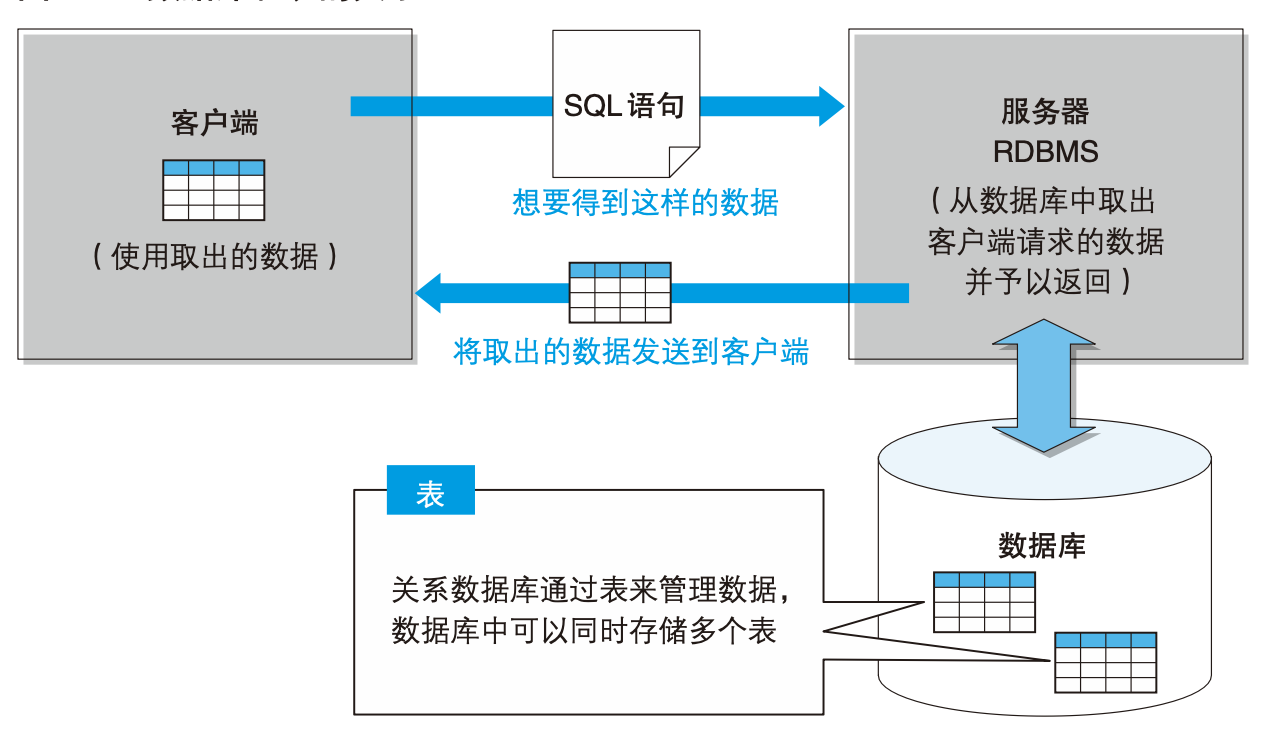 客户端
(使用取出的数据)
SQL语句
想要得到这样的数据
将取出的数据发送到客户端
服务器
RDBMS
(从数据库中取出
客户端请求的数据
并予以返回)
表
关系数据库通过表来管理数据,
数据库中可以同时存储多个表
数据库